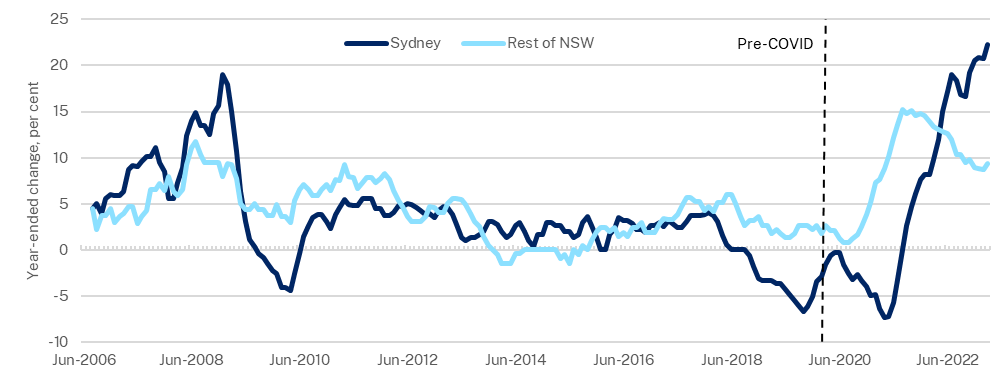 25
Sydney Rest of NSW Pre-COVID
20
15
10
5
0
-5
-10
Year-ended change, per cent
Jun-2006 Jun-2008 Jun-2010 Jun-2012 Jun-2014 Jun-2016 Jun-2018 Jun-2020 Jun-2022